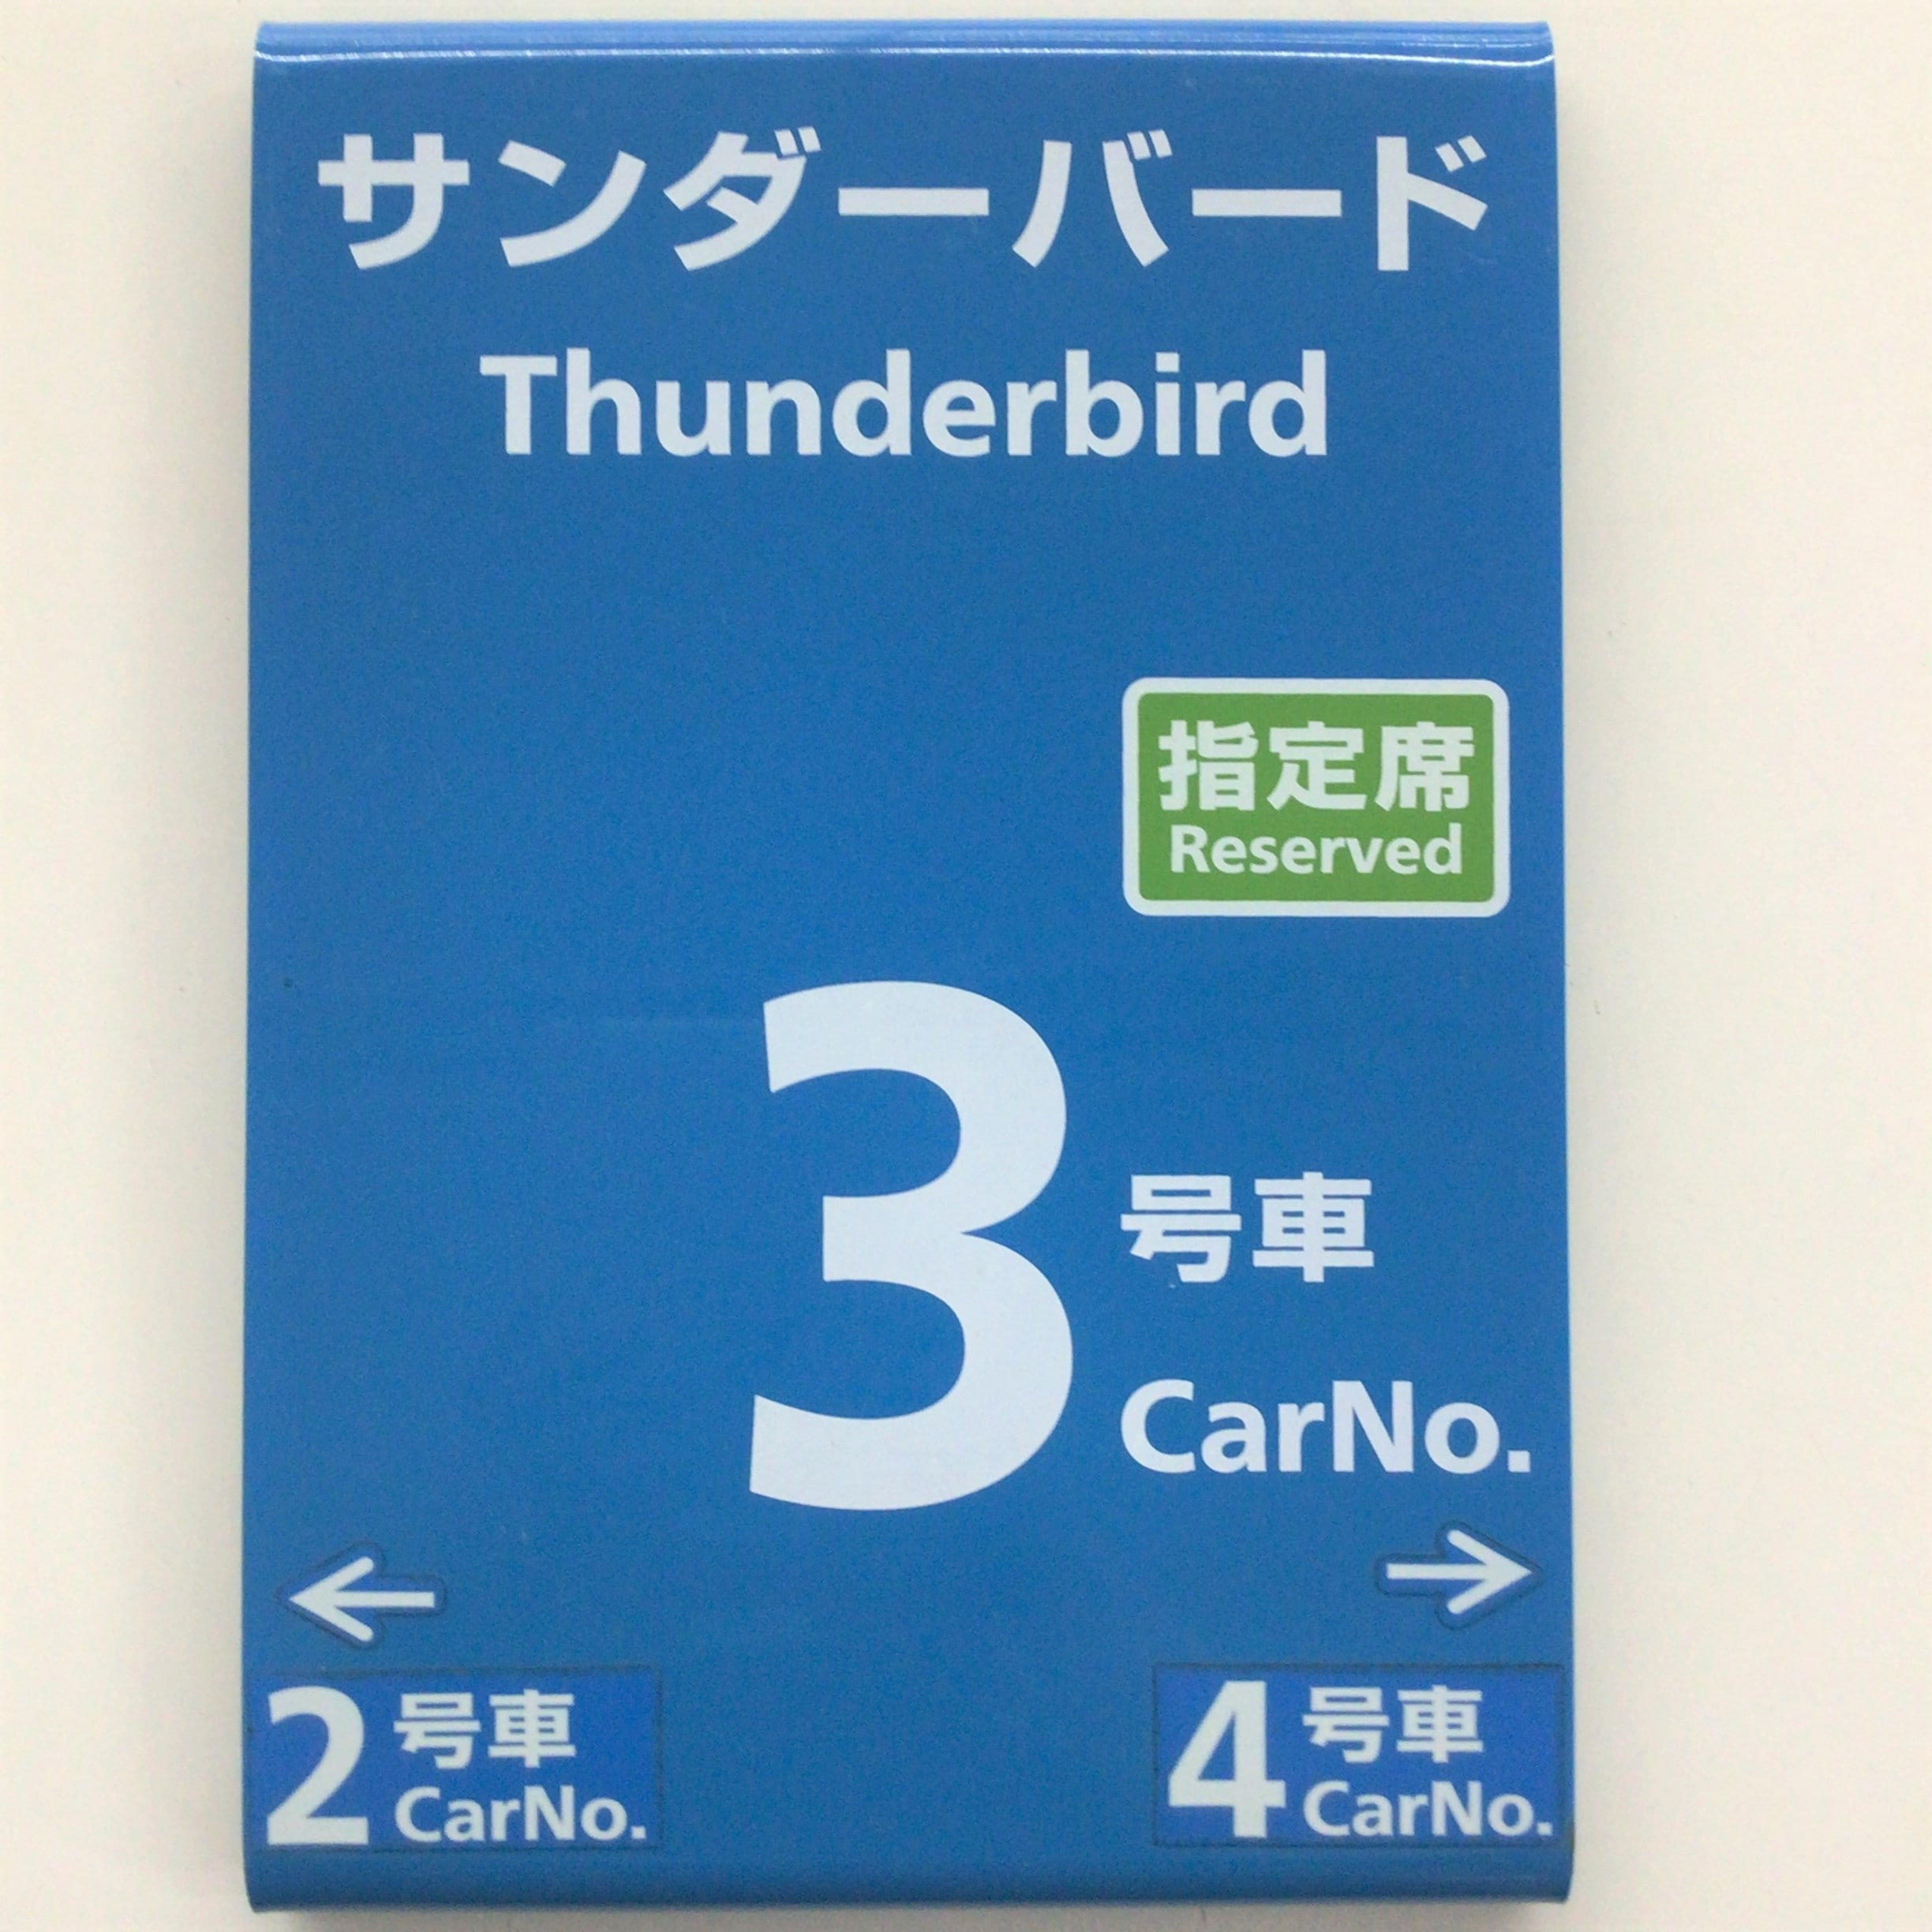 サンダーバード
Thunderbird
指定席
Reserved
3号車
CarNo.
← →
2号車
CarNo.
4号車
CarNo.